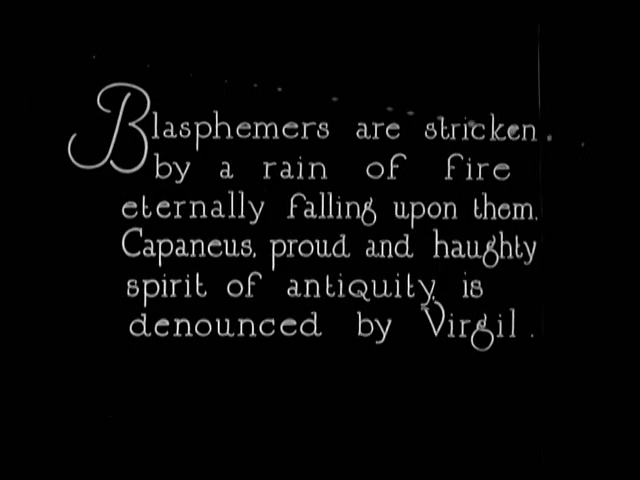 Blasphemers are stricken.
by a rain of fire
eternally falling upon them.
Capaneus, proud and haughty
spirit of antiquity, is
denounced by Virgil.